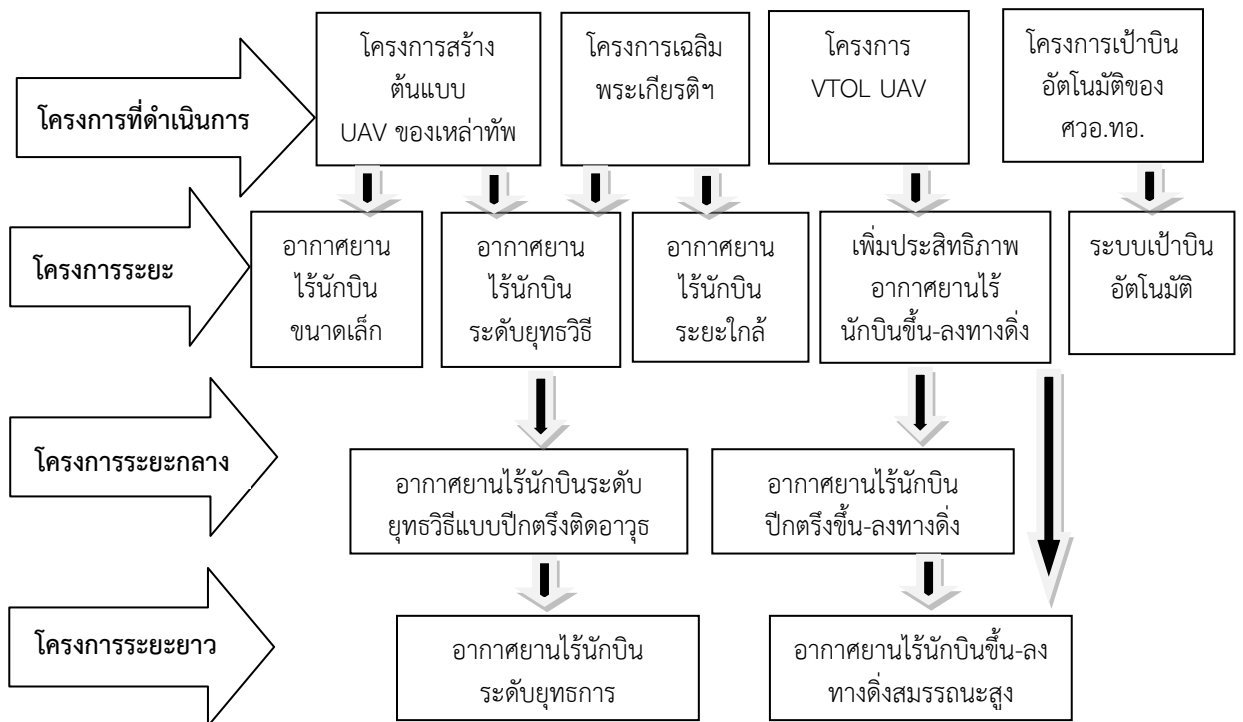 โครงการที่ดำเนินการ
โครงการสร้าง
ต้นแบบ
UAV ของเหล่าทัพ
โครงการเฉลิม
พระเกียรติฯ
โครงการ
VTOL UAV
โครงการเป้าบิน
อัตโนมัติของ
ศวอ.ทอ.
โครงการระยะ
อากาศยาน
ไร้นักบิน
ขนาดเล็ก
อากาศยาน
ไร้นักบิน
ระดับยุทธวิธี
อากาศยาน
ไร้นักบิน
ระยะใกล้
เพิ่มประสิทธิภาพ
อากาศยานไร้
นักบินขึ้น-ลงทางดิ่ง
ระบบเป้าบิน
อัตโนมัติ
โครงการระยะกลาง
อากาศยานไร้นักบินระดับ
ยุทธวิธีแบบปีกตรึงติดอาวุธ
อากาศยานไร้นักบิน
ปีกตรึงขึ้น-ลงทางดิ่ง
โครงการระยะยาว
อากาศยานไร้นักบิน
ระดับยุทธการ
อากาศยานไร้นักบินขึ้น-ลง
ทางดิ่งสมรรถนะสูง